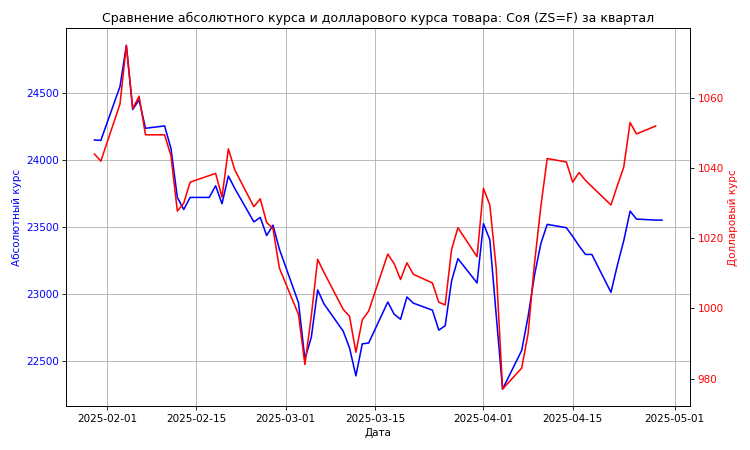 Сравнение абсолютного курса и долларового курса товара: Соя (ZS=F) за квартал
Абсолютный курс
24500
24000
23500
23000
22500
1060
1040
1020
1000
980
Долларовый курс
2025-02-01 2025-02-15 2025-03-01 2025-03-15 2025-04-01 2025-04-15 2025-05-01
Дата